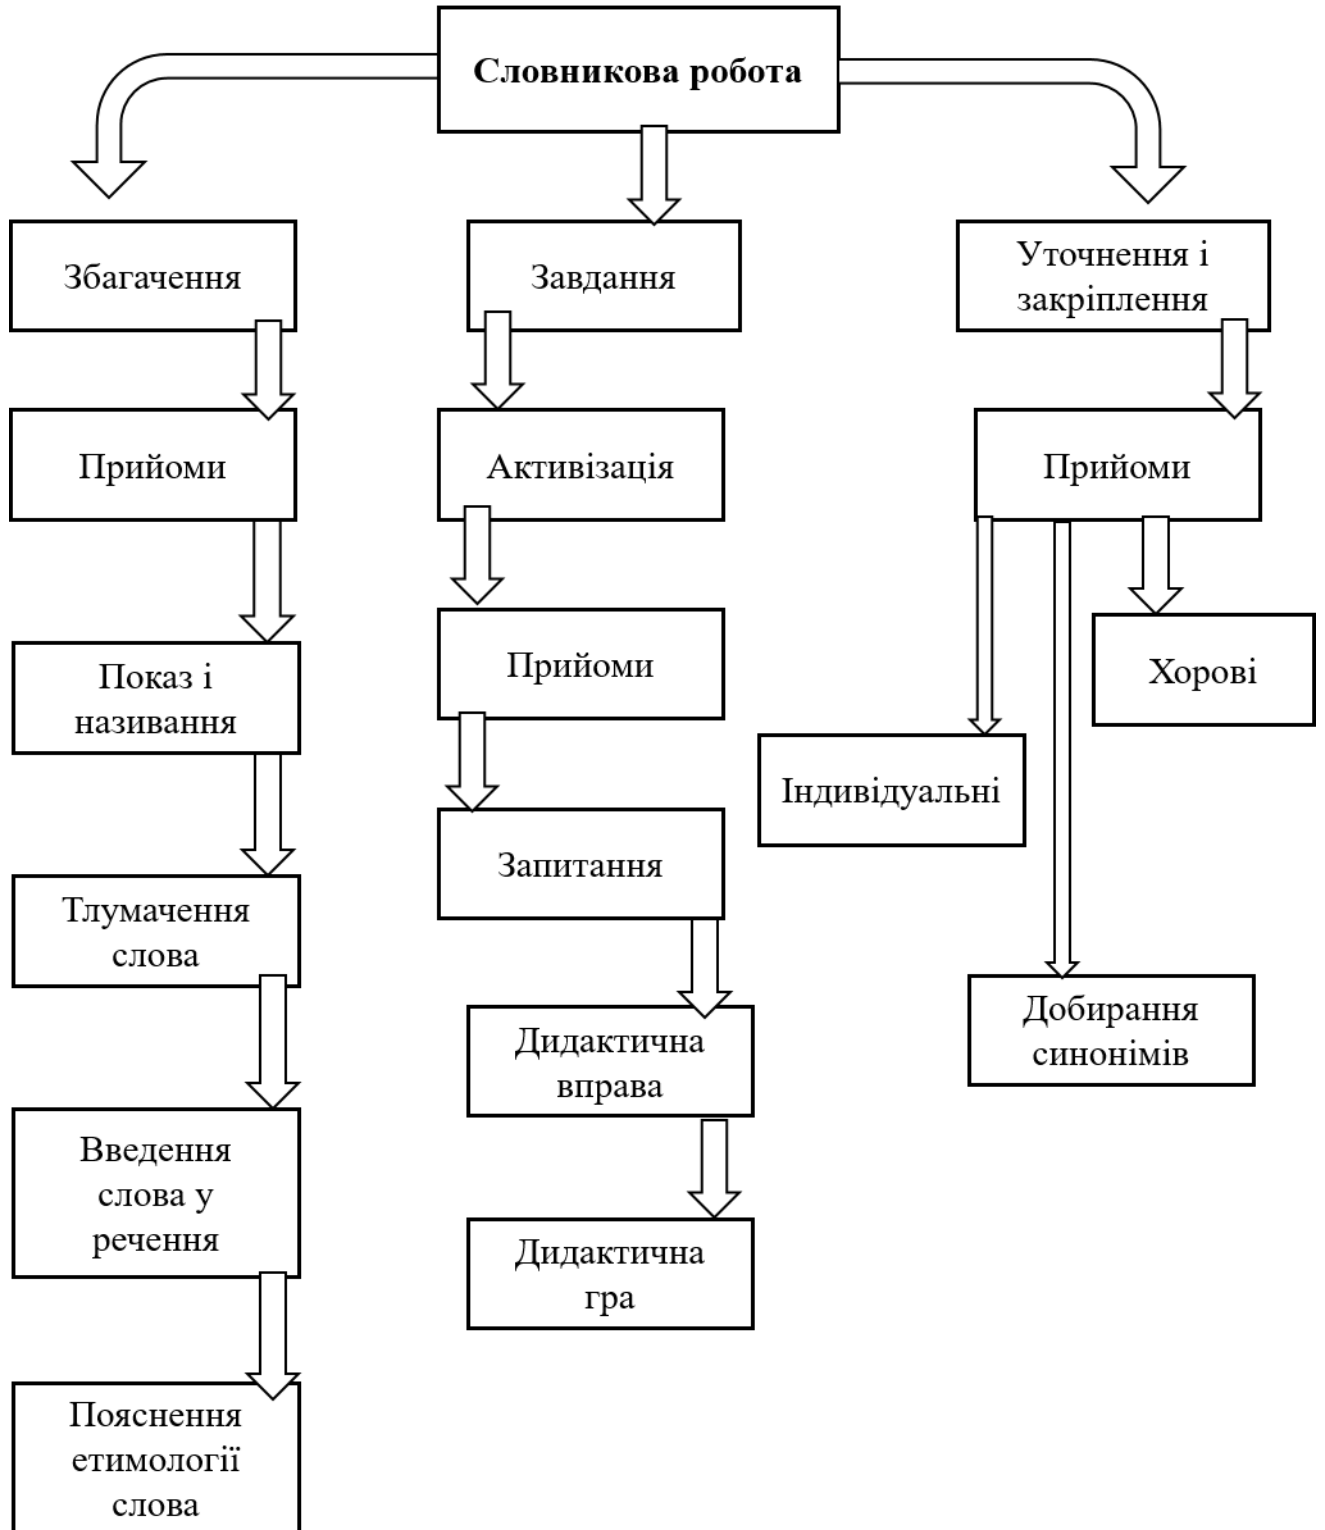 Словникова робота
Збагачення
Завдання
Уточнення і
закріплення
Прийоми
Активізація
Прийоми
Показ і
називання
Прийоми
Хорові
Індивідуальні
Запитання
Тлумачення
слова
Дидактична
вправа
Добирання
синонімів
Введення
слова у
речення
Дидактична
гра
Пояснення
етимології
слова